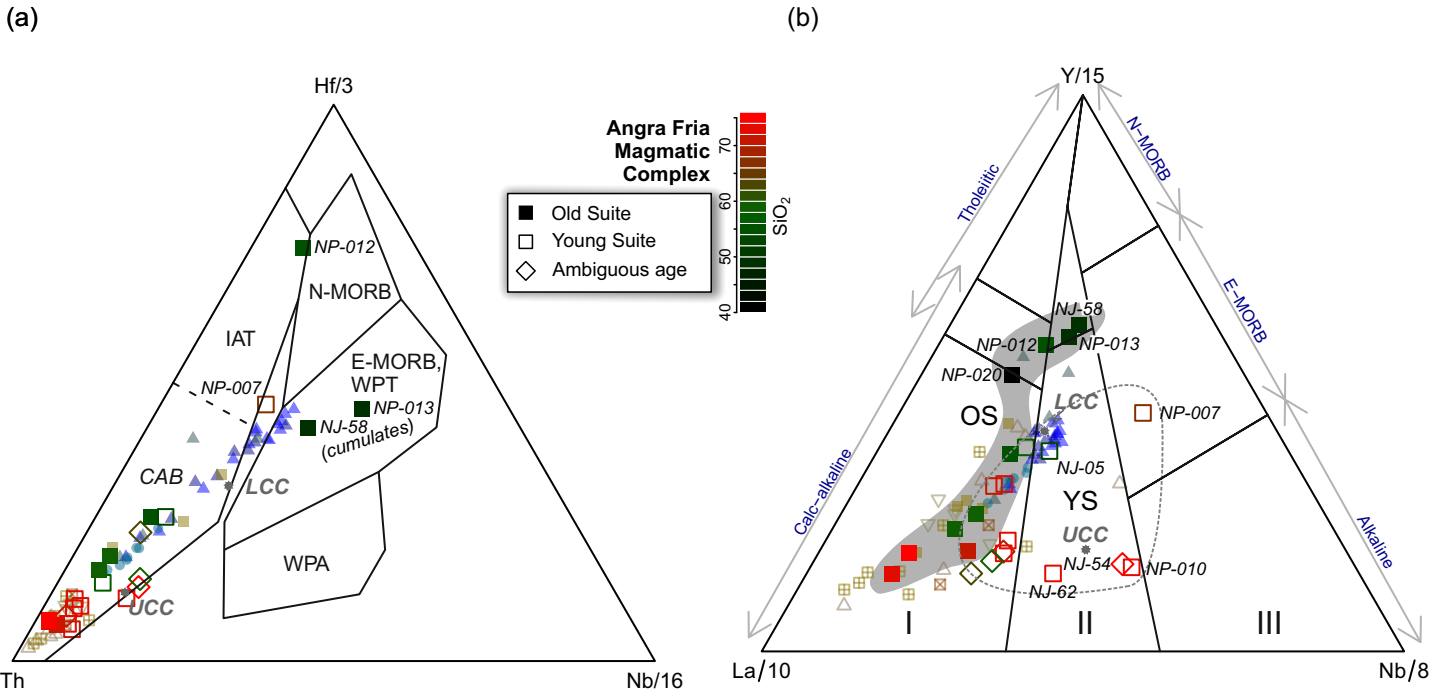 (a)
Hf/3
NP-012
N-MORB
IAT
E-MORB,
WPT
NP-007
NP-013
NJ-58
(cumulates)
CAB
LCC
WPA
UCC
Th
Nb/16
Angra Fria
Magmatic
Complex
Old Suite
Young Suite
Ambiguous age
70
60
50
40
SiO2
(b)
Y/15
N−MORB
Tholeiitic
E−MORB
NJ-58
NP-012
NP-013
NP-020
LCC
OS
NP-007
NJ-05
Calc−alkaline
YS
UCC
Alkaline
NJ-54
NP-010
NJ-62
I
II
III
La/10
Nb/8